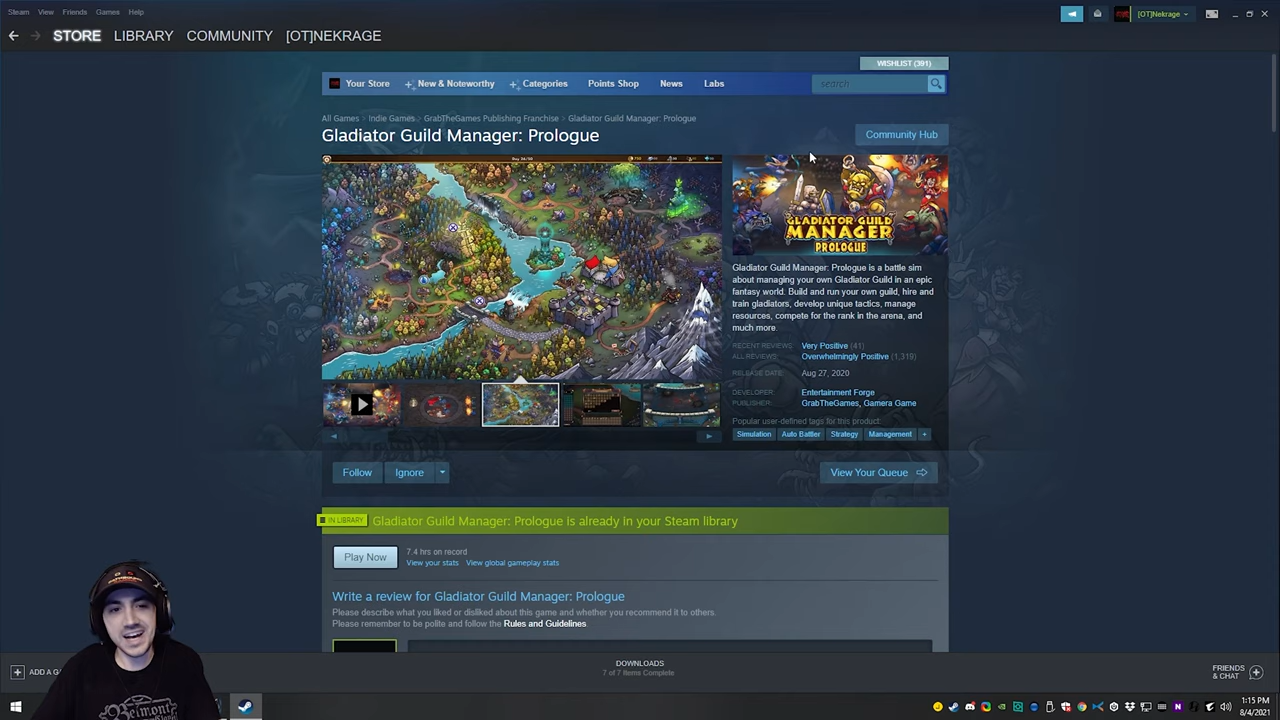 Steam View Friends Games Help
[OT]Nekrage
STORE LIBRARY COMMUNITY [OT]NEKRAGE
WISHLIST (391)
Your Store New & Noteworthy Categories Points Shop News Labs search
All Games > Indie Games > GrabTheGames Publishing Franchise > Gladiator Guild Manager: Prologue
Gladiator Guild Manager: Prologue
Community Hub
GLADIATOR GUILD
MANAGER
PROLOGUE
Gladiator Guild Manager: Prologue is a battle sim
about managing your own Gladiator Guild in an epic
fantasy world. Build and run your own guild, hire and
train gladiators, develop unique tactics, manage
resources, compete for the rank in the arena, and
much more.
RECENT REVIEWS: Very Positive (41)
ALL REVIEWS: Overwhelmingly Positive (1,319)
RELEASE DATE: Aug 27, 2020
DEVELOPER: Entertainment Forge
PUBLISHER: GrabTheGames, Gamera Game
Popular user-defined tags for this product:
Simulation Auto Battler Strategy Management +
Follow Ignore View Your Queue
IN LIBRARY Gladiator Guild Manager: Prologue is already in your Steam library
Play Now
7.4 hrs on record
View your stats View global gameplay stats
Write a review for Gladiator Guild Manager: Prologue
Please describe what you liked or disliked about this game and whether you recommend it to others.
Please remember to be polite and follow the Rules and Guidelines.
ADD A G
DOWNLOADS
7 of 7 Items Complete
FRIENDS
& CHAT
1:15 PM
8/4/2021
Belmont